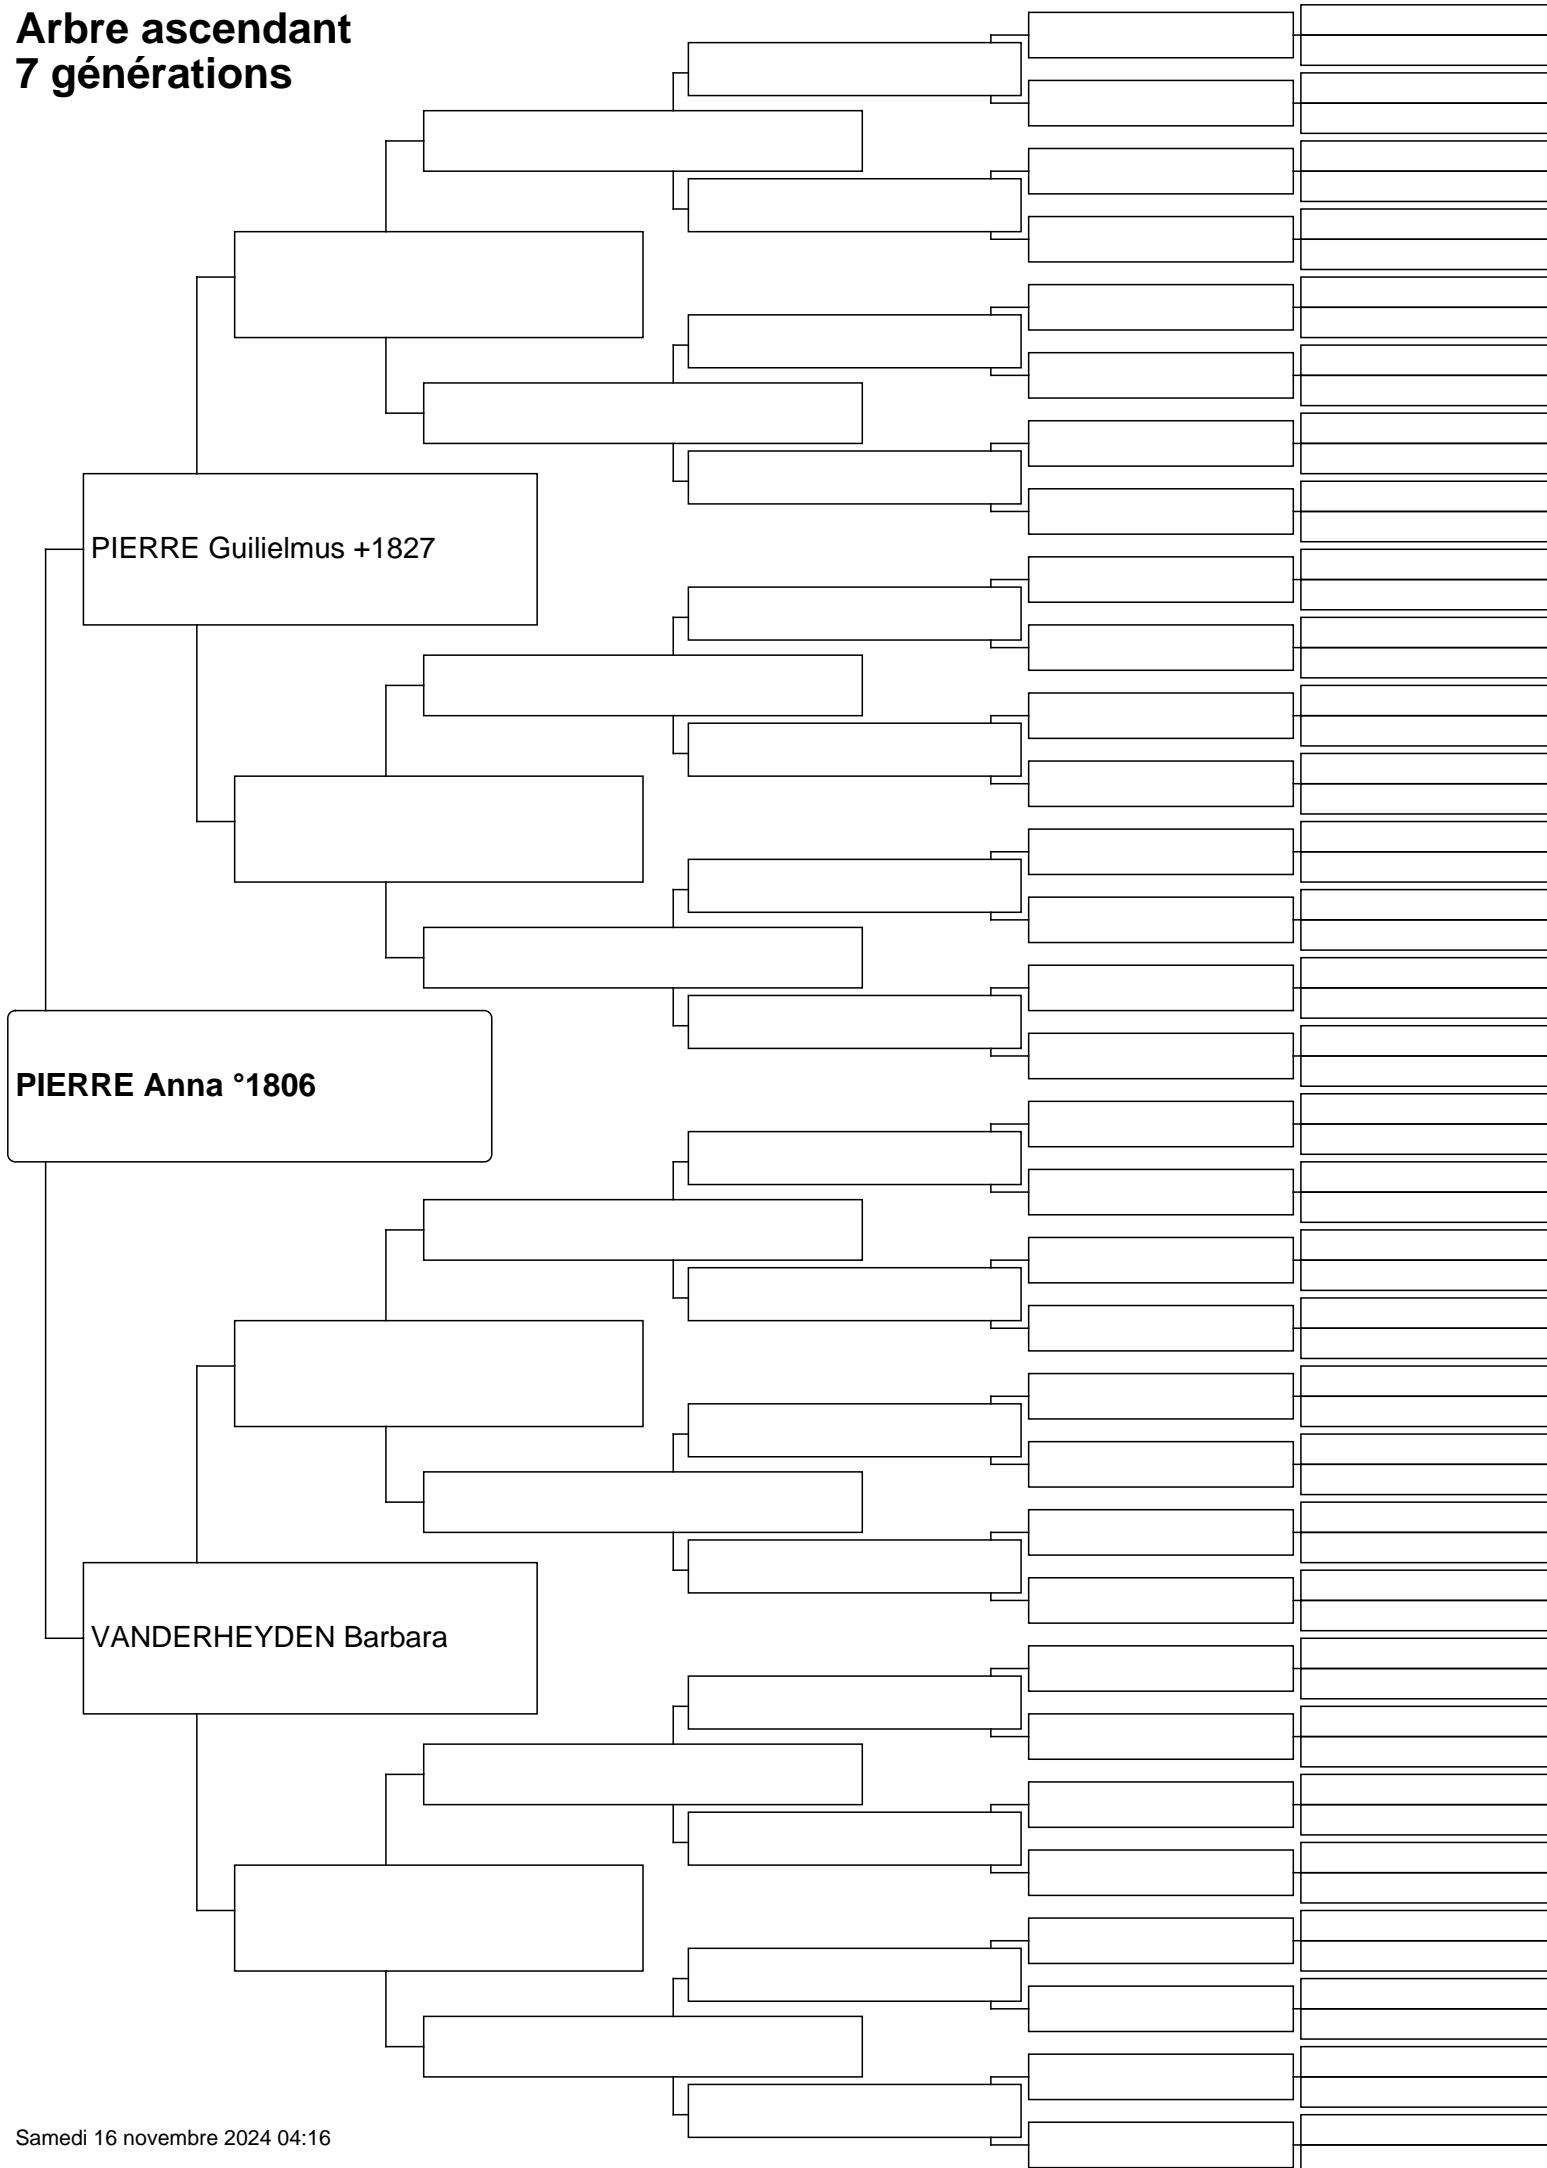 Arbre ascendant
7 générations
PIERRE Guilielmus +1827
PIERRE Anna °1806
VANDERHEYDEN Barbara
Samedi 16 novembre 2024 04:16